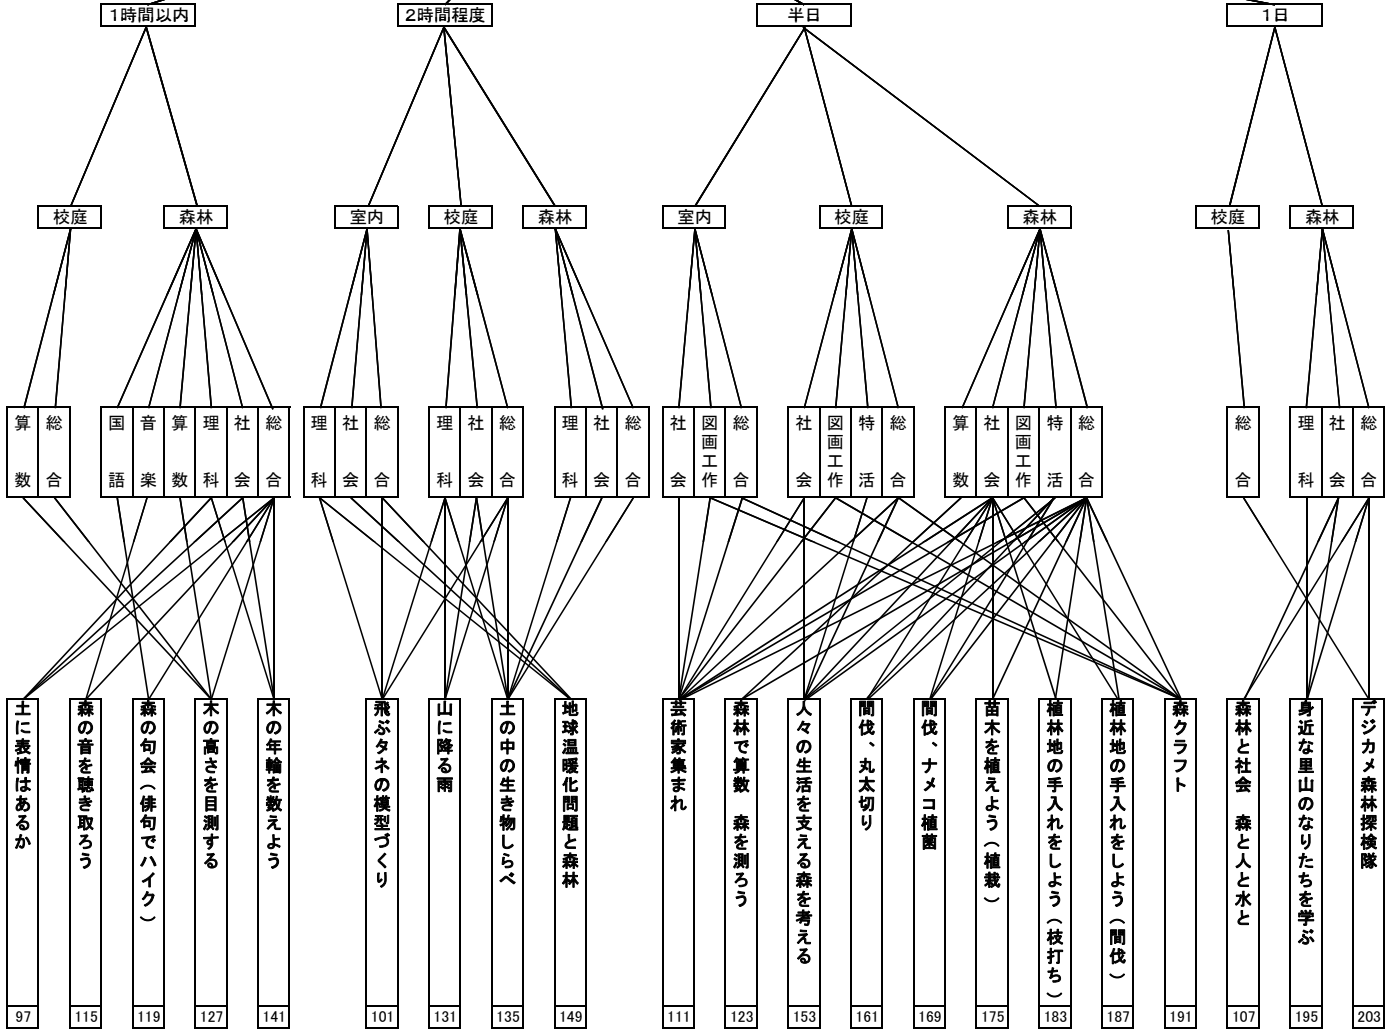 1時間以内
2時間程度
半日
1日
校庭
森林
室内
校庭
森林
室内
校庭
森林
校庭
森林
算数
総合
国語
音楽
算数
理科
社会
総合
理科
社会
総合
理科
社会
総合
理科
社会
総合
社会
図画工作
総合
社会
図画工作
特活
総合
算数
社会
図画工作
特活
総合
総合
理科
社会
総合
土に表情はあるか
森の音を聴き取ろう
森の句会（俳句でハイク）
木の高さを目測する
木の年輪を数えよう
飛ぶタネの模型づくり
山に降る雨
土の中の生き物しらべ
地球温暖化問題と森林
芸術家集まれ
森林で算数　森を測ろう
人々の生活を支える森を考える
間伐、丸太切り
間伐、ナメコ植菌
苗木を植えよう（植栽）
植林地の手入れをしよう（枝打ち）
植林地の手入れをしよう（間伐）
森クラフト
森林と社会　森と人と水と
身近な里山のなりたちを学ぶ
デジカメ森林探検隊
97
115
119
127
141
101
131
135
149
111
123
153
161
169
175
183
187
191
107
195
203